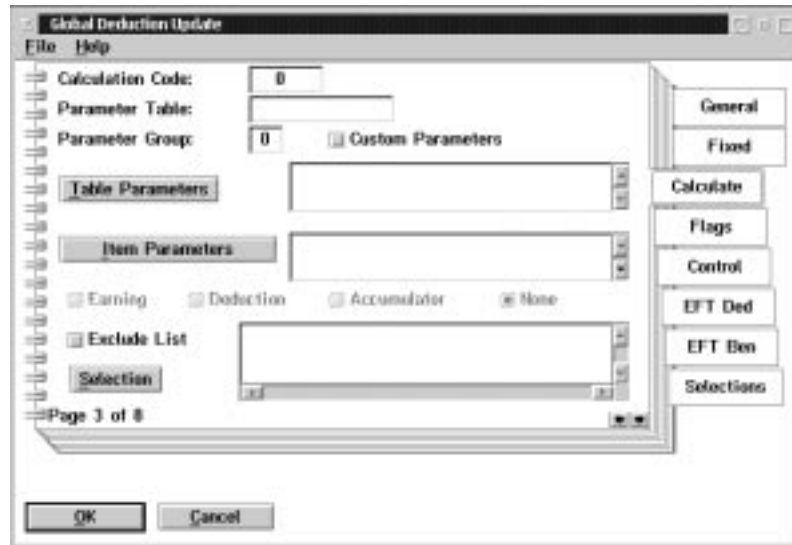 Global Deduction Update
File Help
Calculation Code: 0
Parameter Table:
Parameter Group: 0 Custom Parameters
Table Parameters
Item Parameters
Earning Deduction Accumulator None
Exclude List
Selection
Page 3 of 8
General
Fixed
Calculate
Flags
Control
EFT Ded
EFT Ben
Selections
OK Cancel